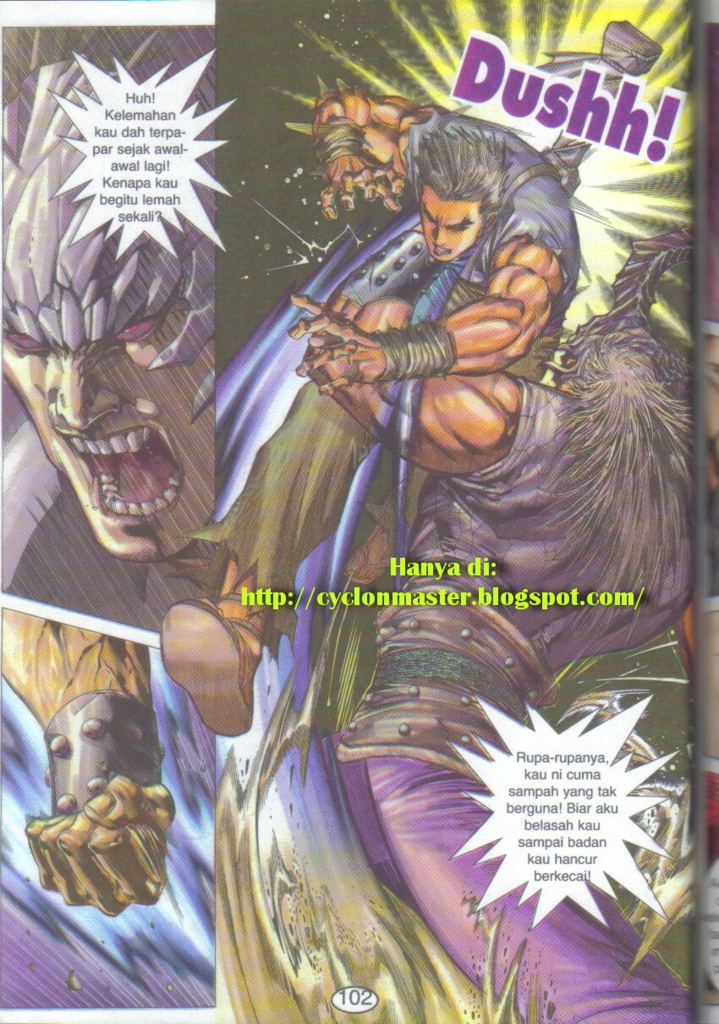 Huh!
Kelemahan
kau dah terpa-
par sejak awal-
awal lagi!
Kenapa kau
begitu lemah
sekali?
Dushh!
Hanya di:
http://cyclonmaster.blogspot.com/
Rupa-rupanya,
kau ni cuma
sampah yang tak
berguna! Biar aku
belasah kau
sampai badan
kau hancur
berkecai!
102